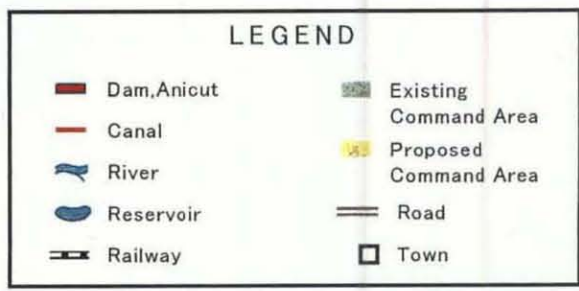 LEGEND
Dam,Anicut
Canal
River
Reservoir
Railway
Existing
Command Area
Proposed
Command Area
Road
Town